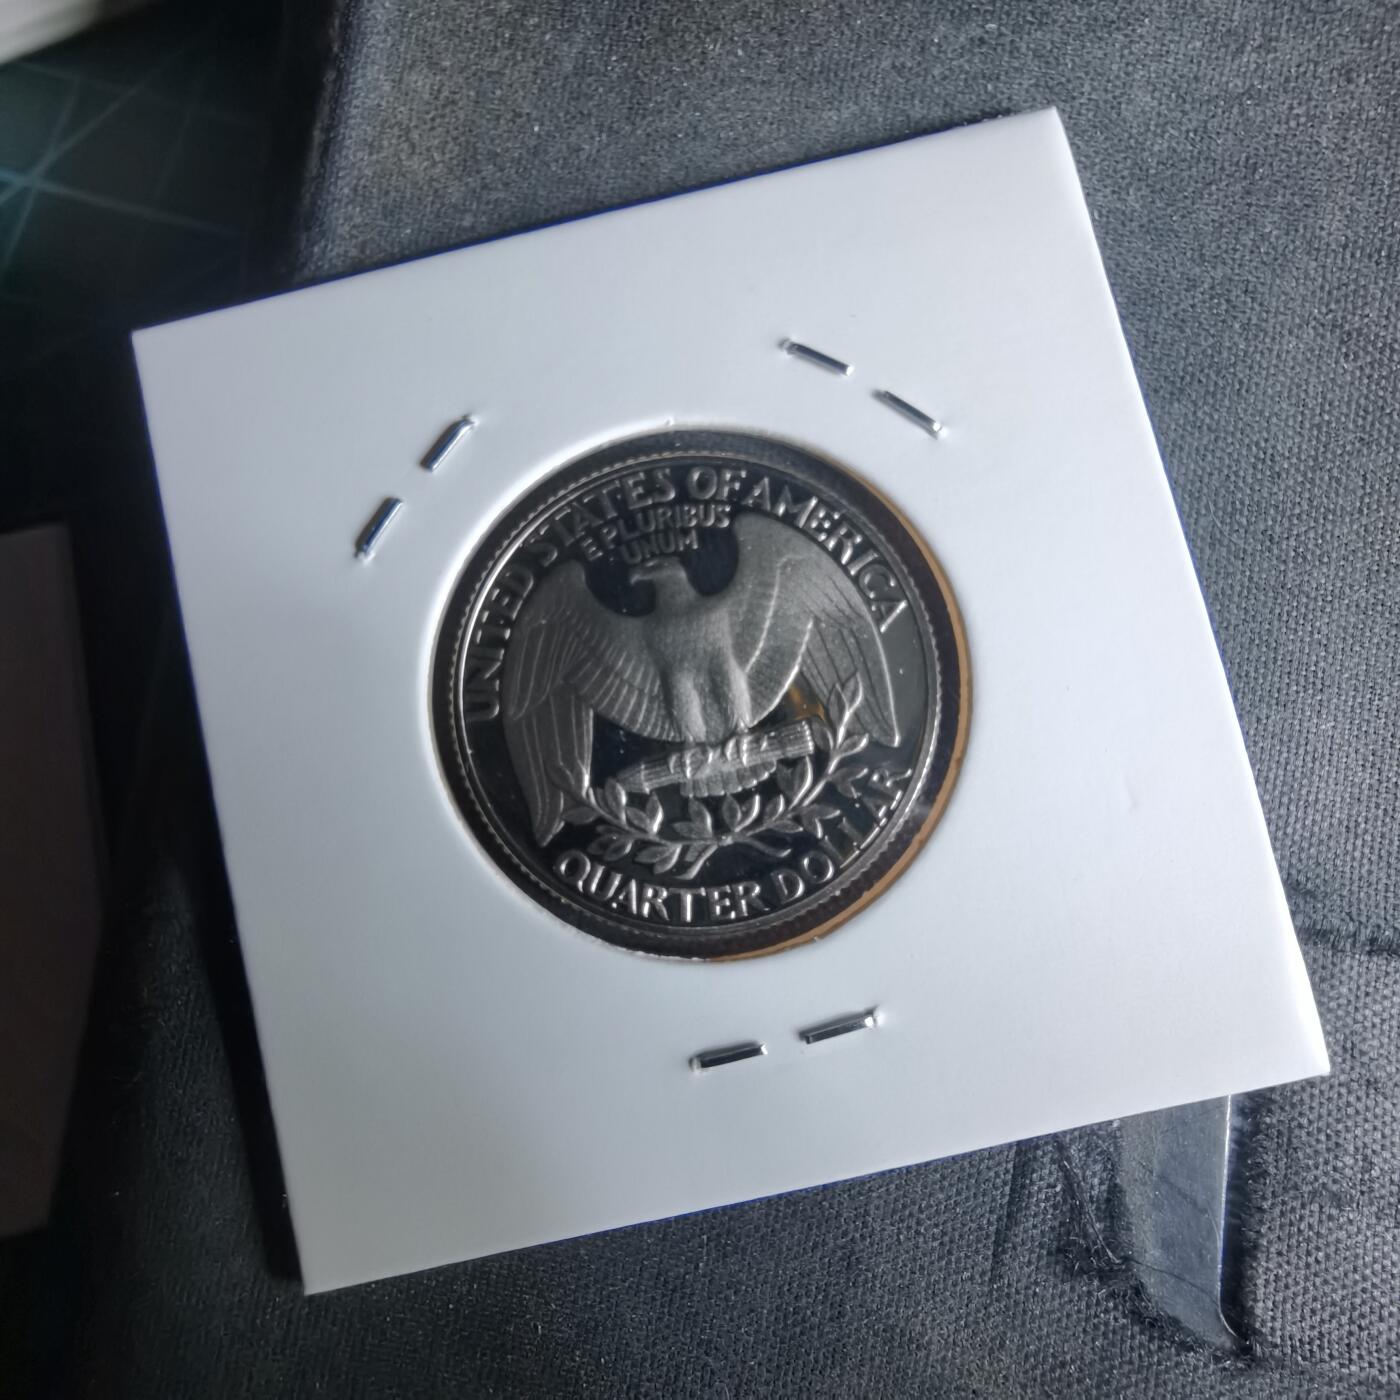 UNITED STATES OF AMERICA
E PLURIBUS
UNUM
QUARTER DOLLAR